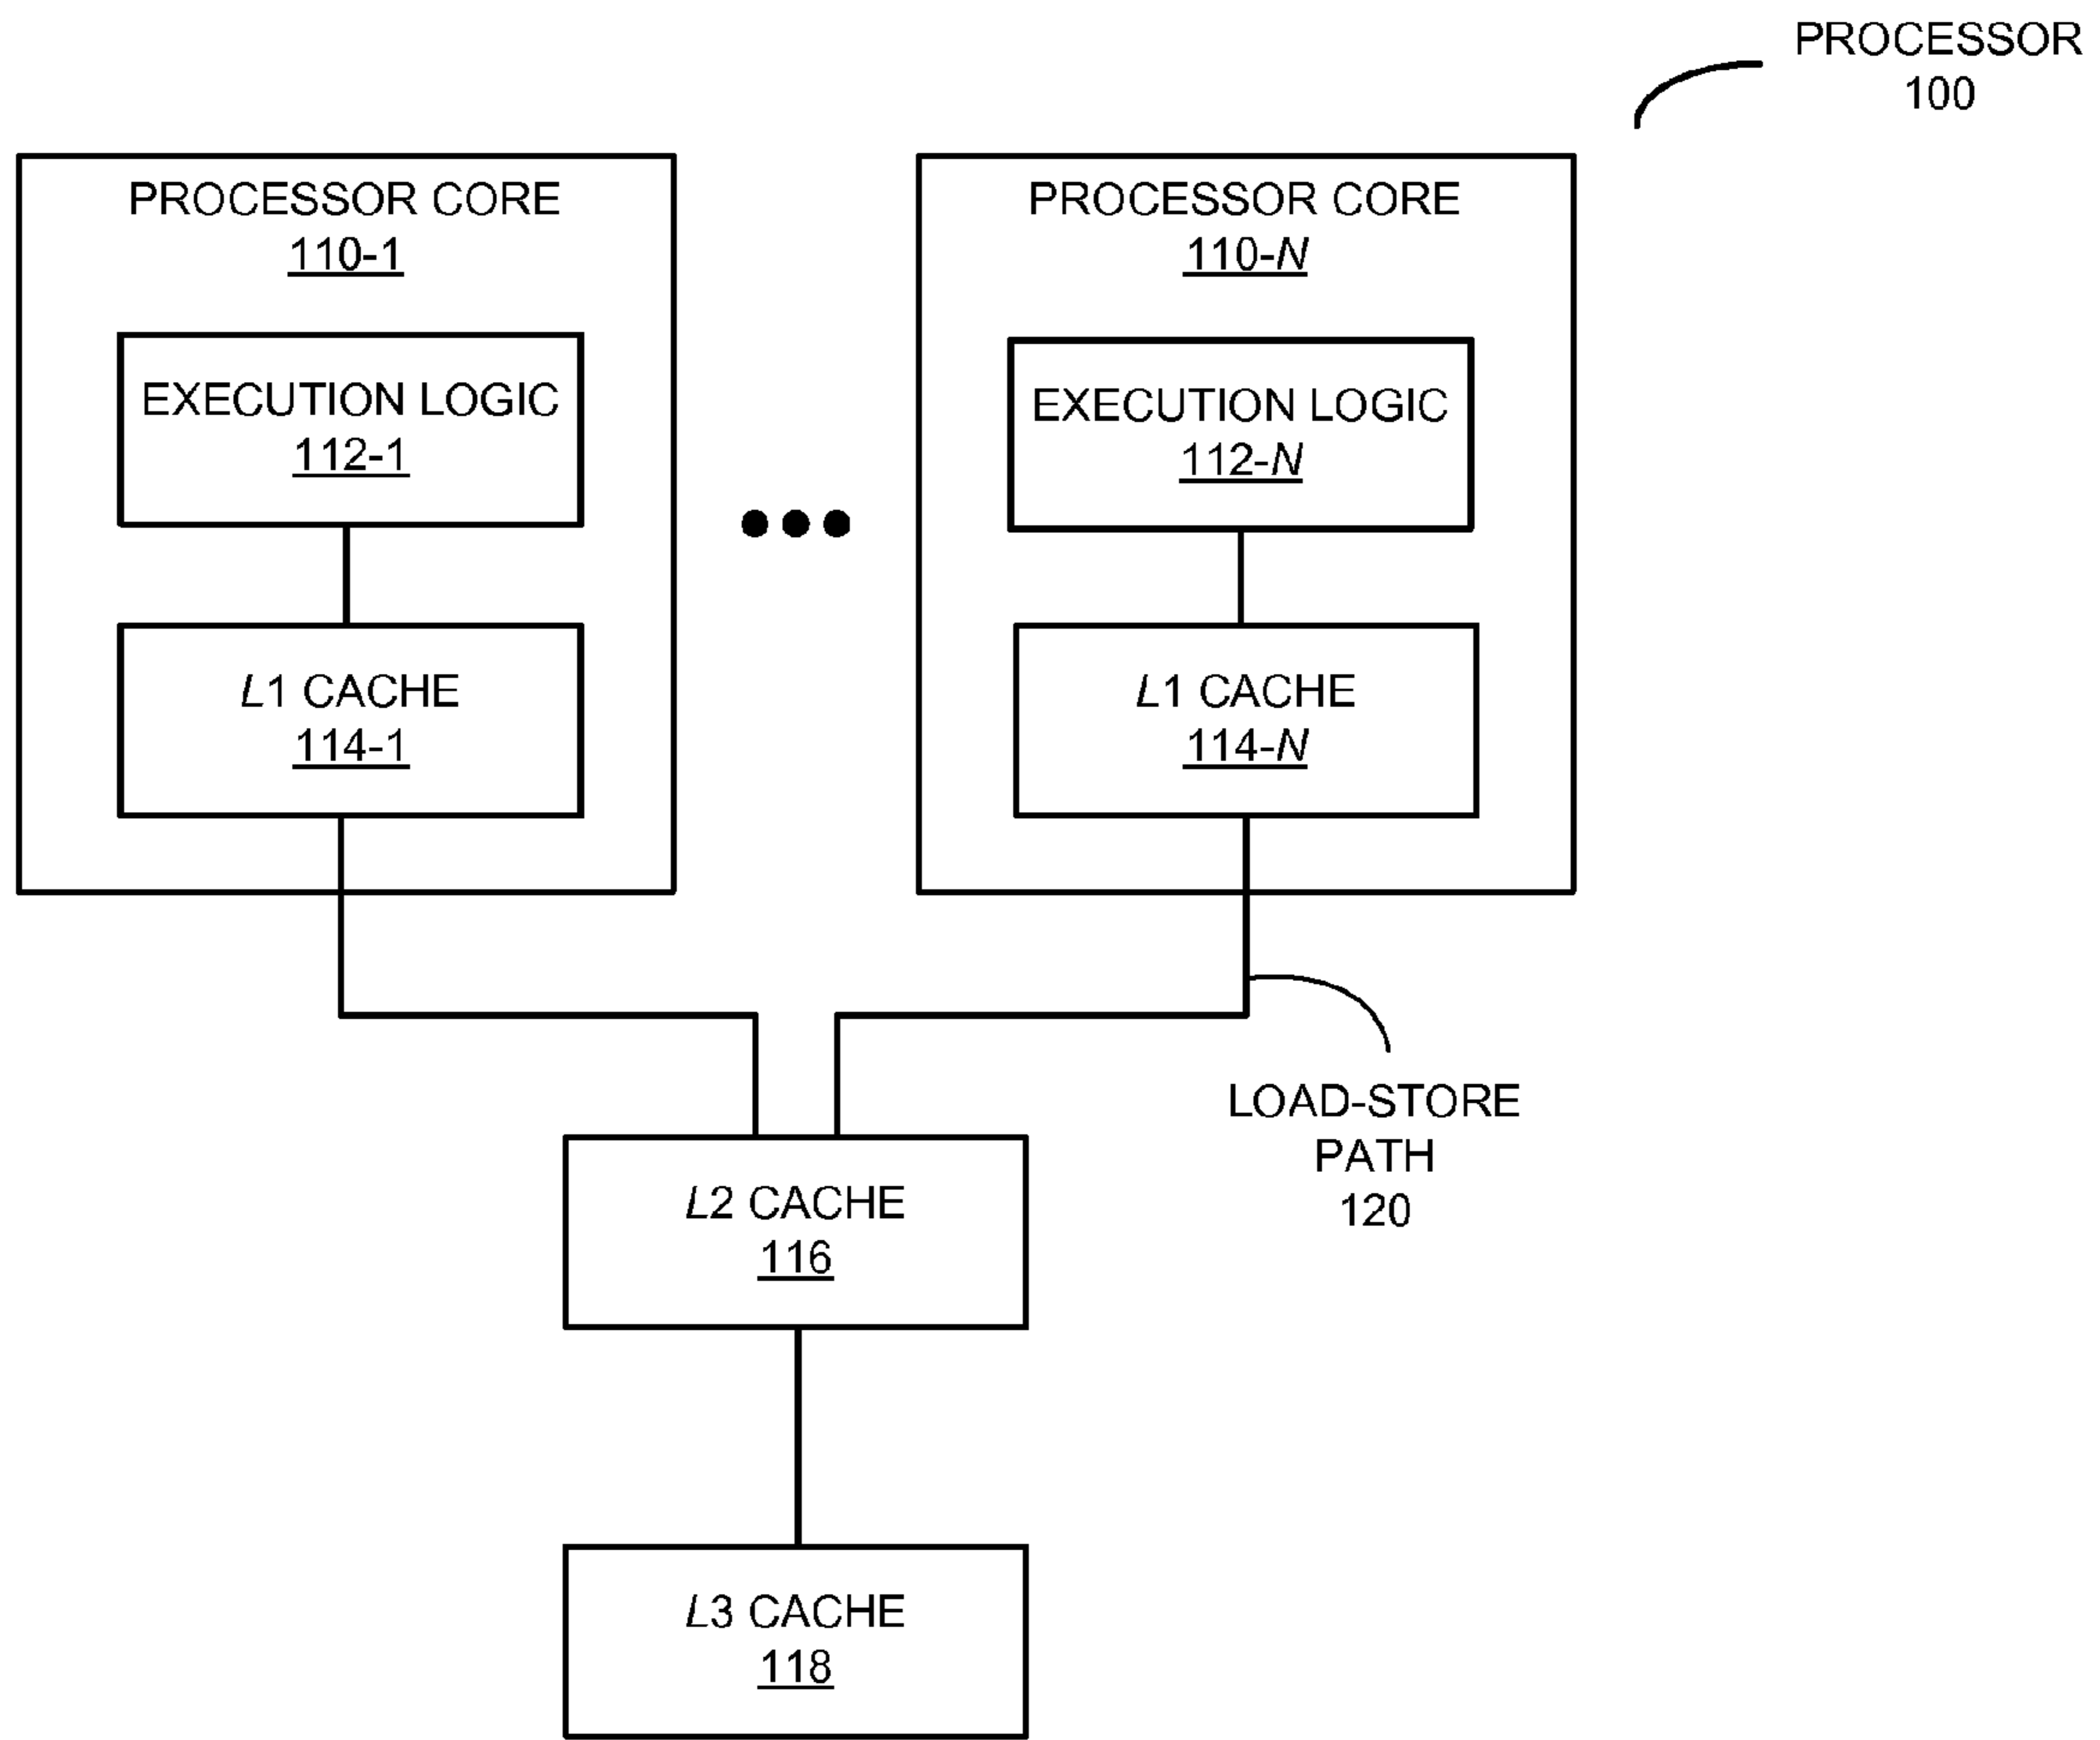 PROCESSOR
100
PROCESSOR CORE
110-1
EXECUTION LOGIC
112-1
L1 CACHE
114-1
PROCESSOR CORE
110-N
EXECUTION LOGIC
112-N
L1 CACHE
114-N
LOAD-STORE
PATH
120
L2 CACHE
116
L3 CACHE
118